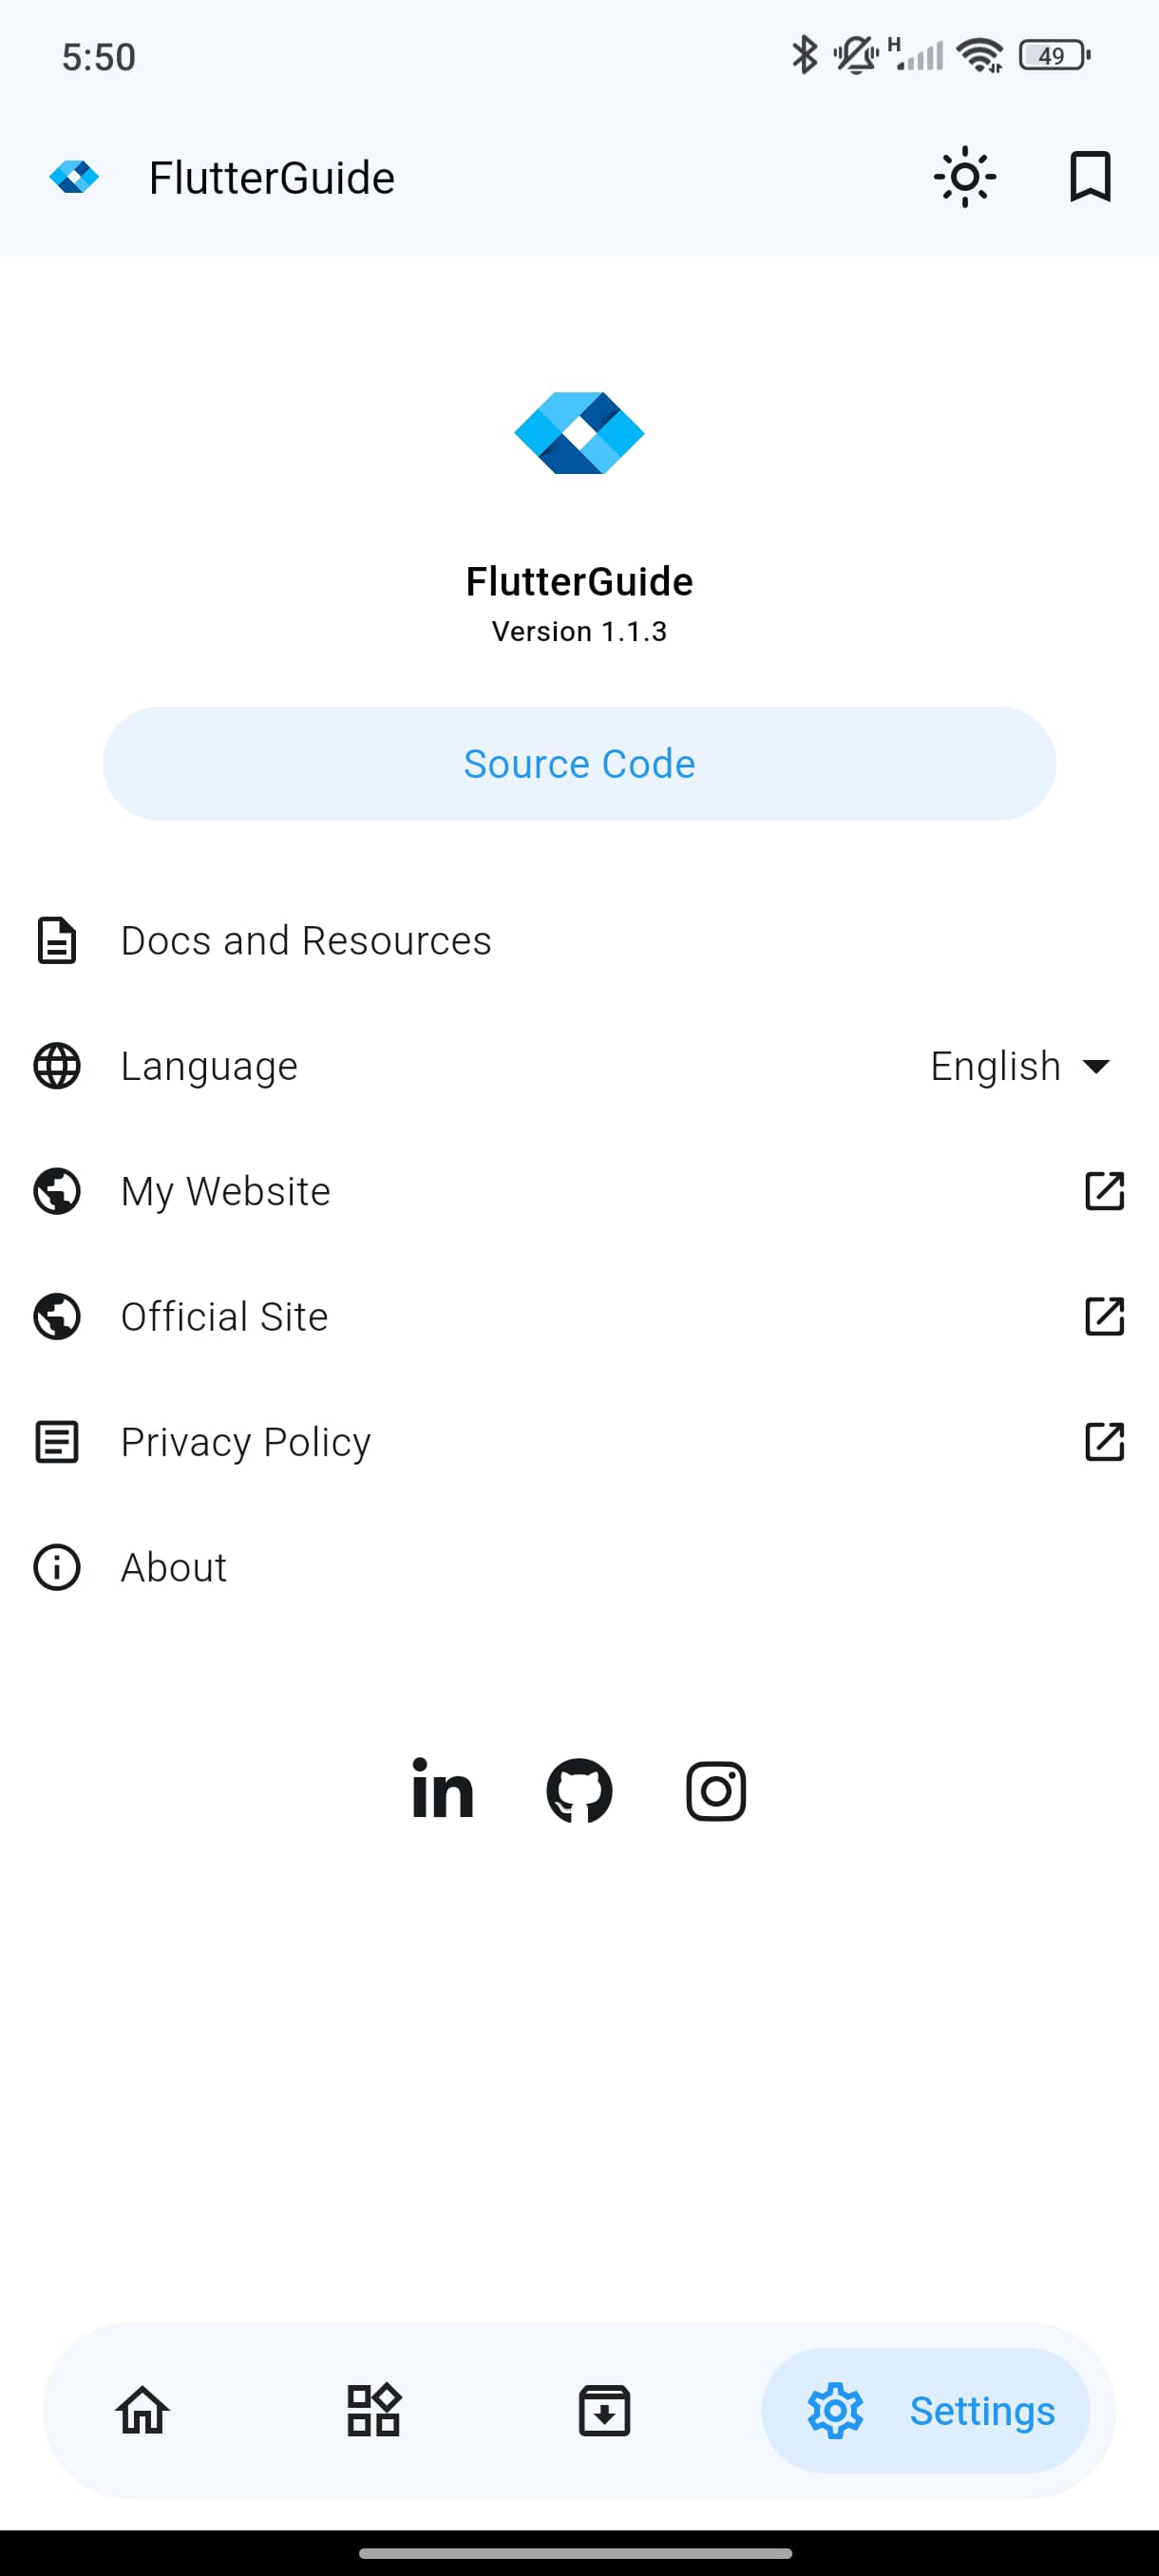 5:50
H
49
FlutterGuide
FlutterGuide
Version 1.1.3
Source Code
Docs and Resources
Language
English
My Website
Official Site
Privacy Policy
About
in
Settings